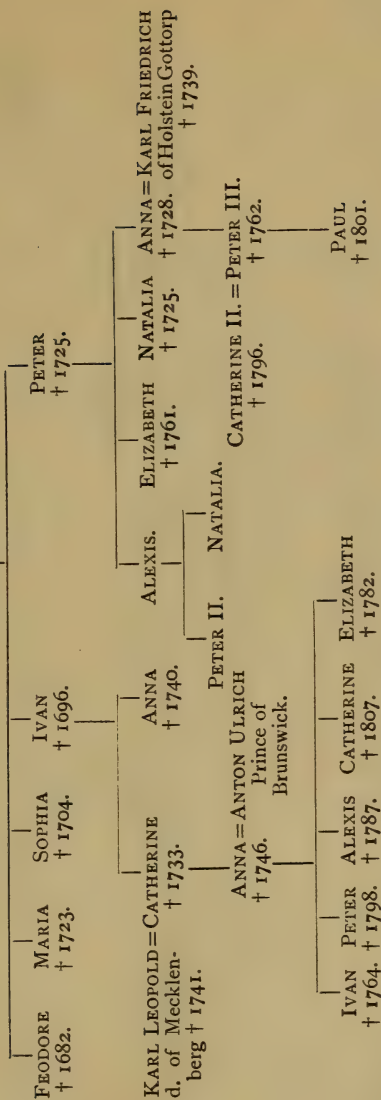 FEODORE MARIA SOPHIA IVAN PETER
† 1682. † 1723. † 1704. † 1696. † 1725.
KARL LEOPOLD = CATHERINE ANNA ALEXIS. ELIZABETH NATALIA ANNA = KARL FRIEDRICH
d. of Mecklen- † 1733. † 1740. † 1761. † 1725. † 1728. of Holstein Gottorp
berg † 1741. † 1739.
PETER II. NATALIA. CATHERINE II. = PETER III.
† 1796. † 1762.
ANNA = ANTON ULRICH
† 1746. Prince of
Brunswick.
PAUL
† 1801.
IVAN PETER ALEXIS CATHERINE ELIZABETH
† 1764. † 1798. † 1787. † 1807. † 1782.